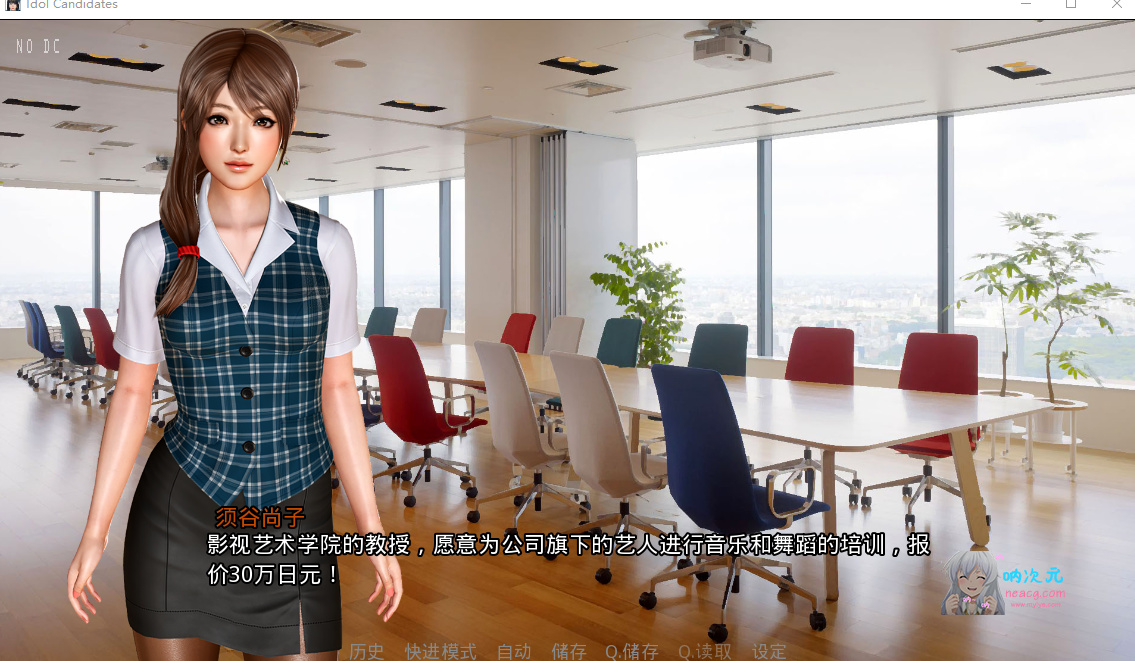 Idol Candidates
NO DC
须谷尚子
影视艺术学院的教授，愿意为公司旗下的艺人进行音乐和舞蹈的培训，报
价30万日元！
呐次元
neacg.com
历史 快进模式 自动 储存 Q.储存 Q.读取 设定